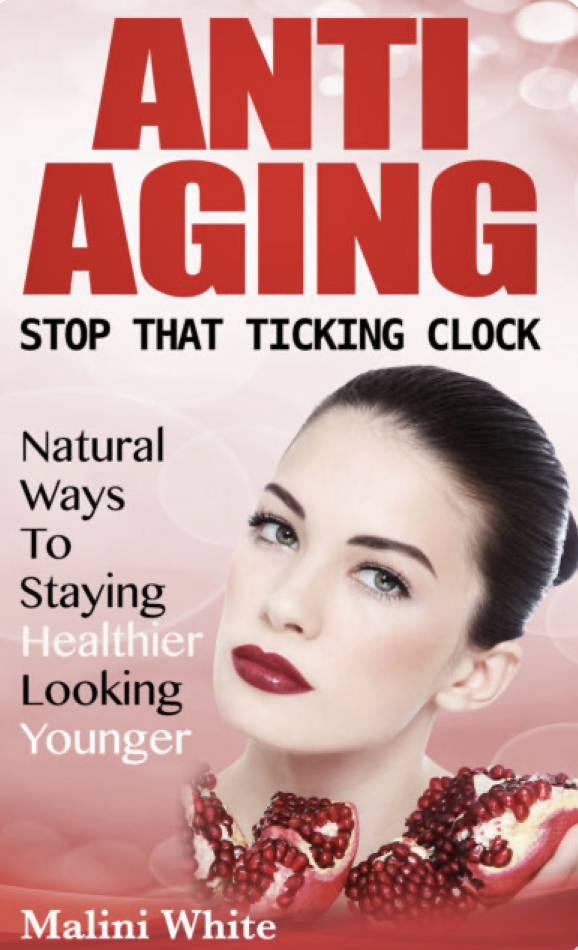 ANTI
AGING
STOP THAT TICKING CLOCK
Natural
Ways
To
Staying
Healthier
Looking
Younger
Malini White